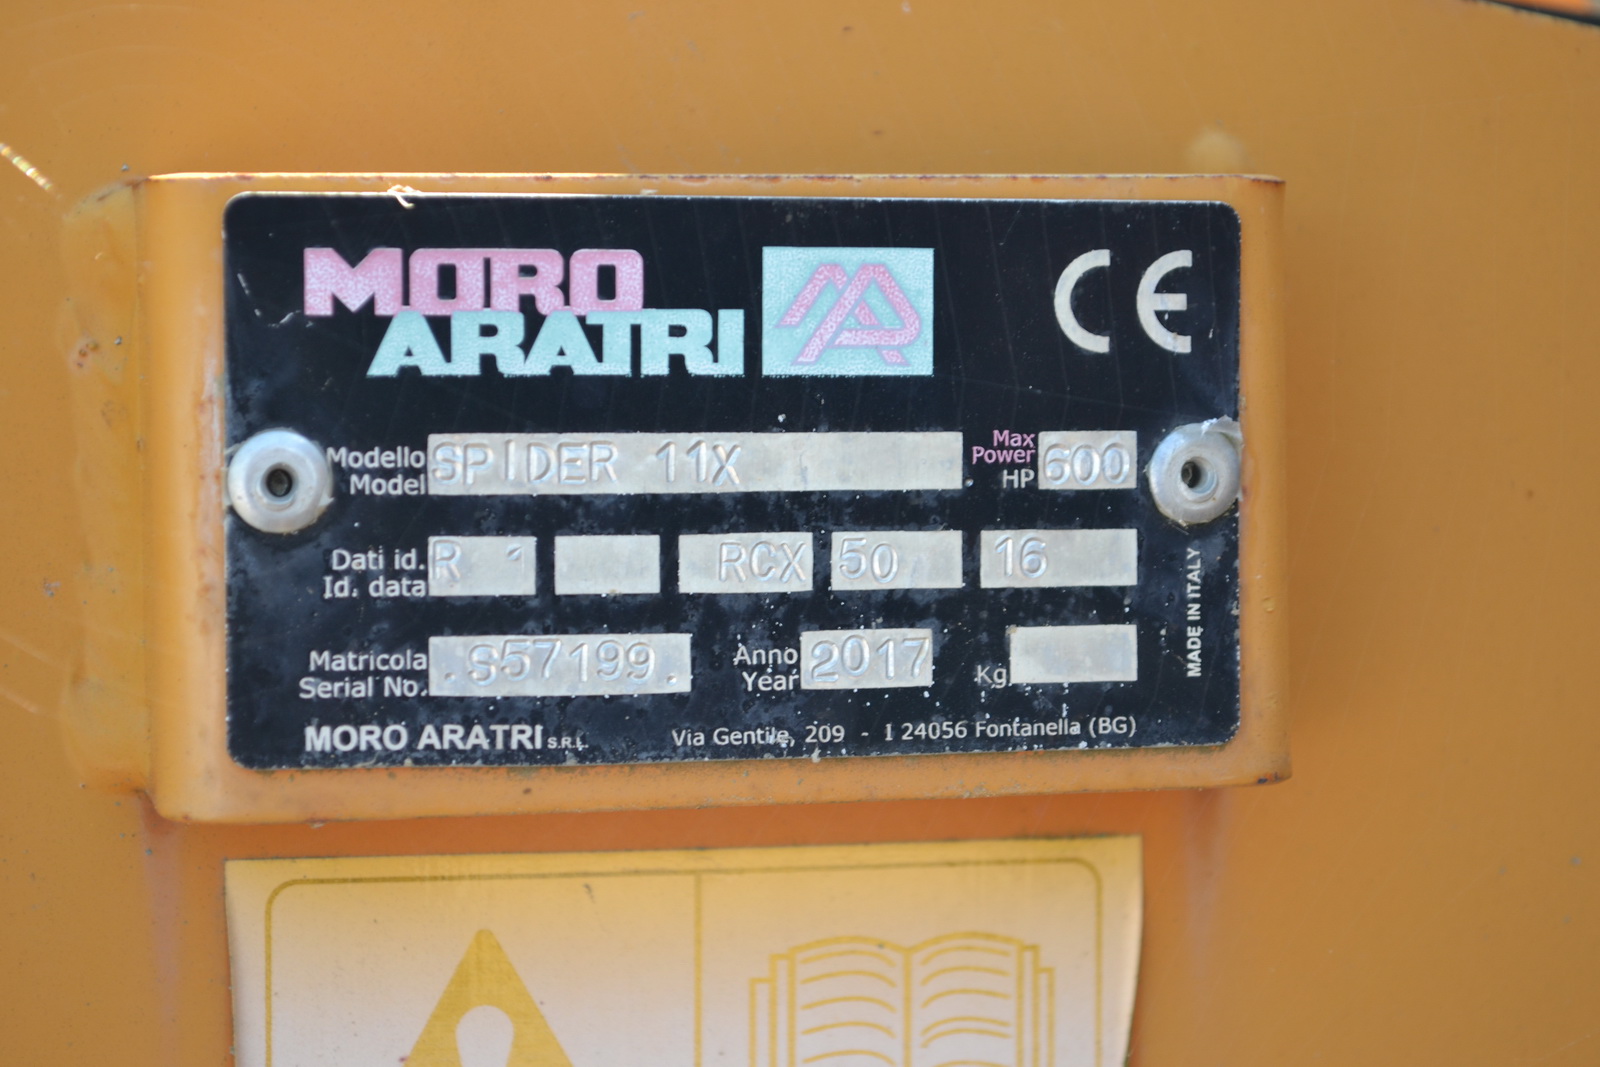 MORO
ARATRI
CE
Modello SPIDER 11X Max
Model Power
HP 600
Dati id. R 1 RCX 50 16
Id. data
Matricola .S57199. Anno 2017
Serial No. Year Kg
MADE IN ITALY
MORO ARATRI S.R.L. Via Gentile, 209 - I 24056 Fontanella (BG)